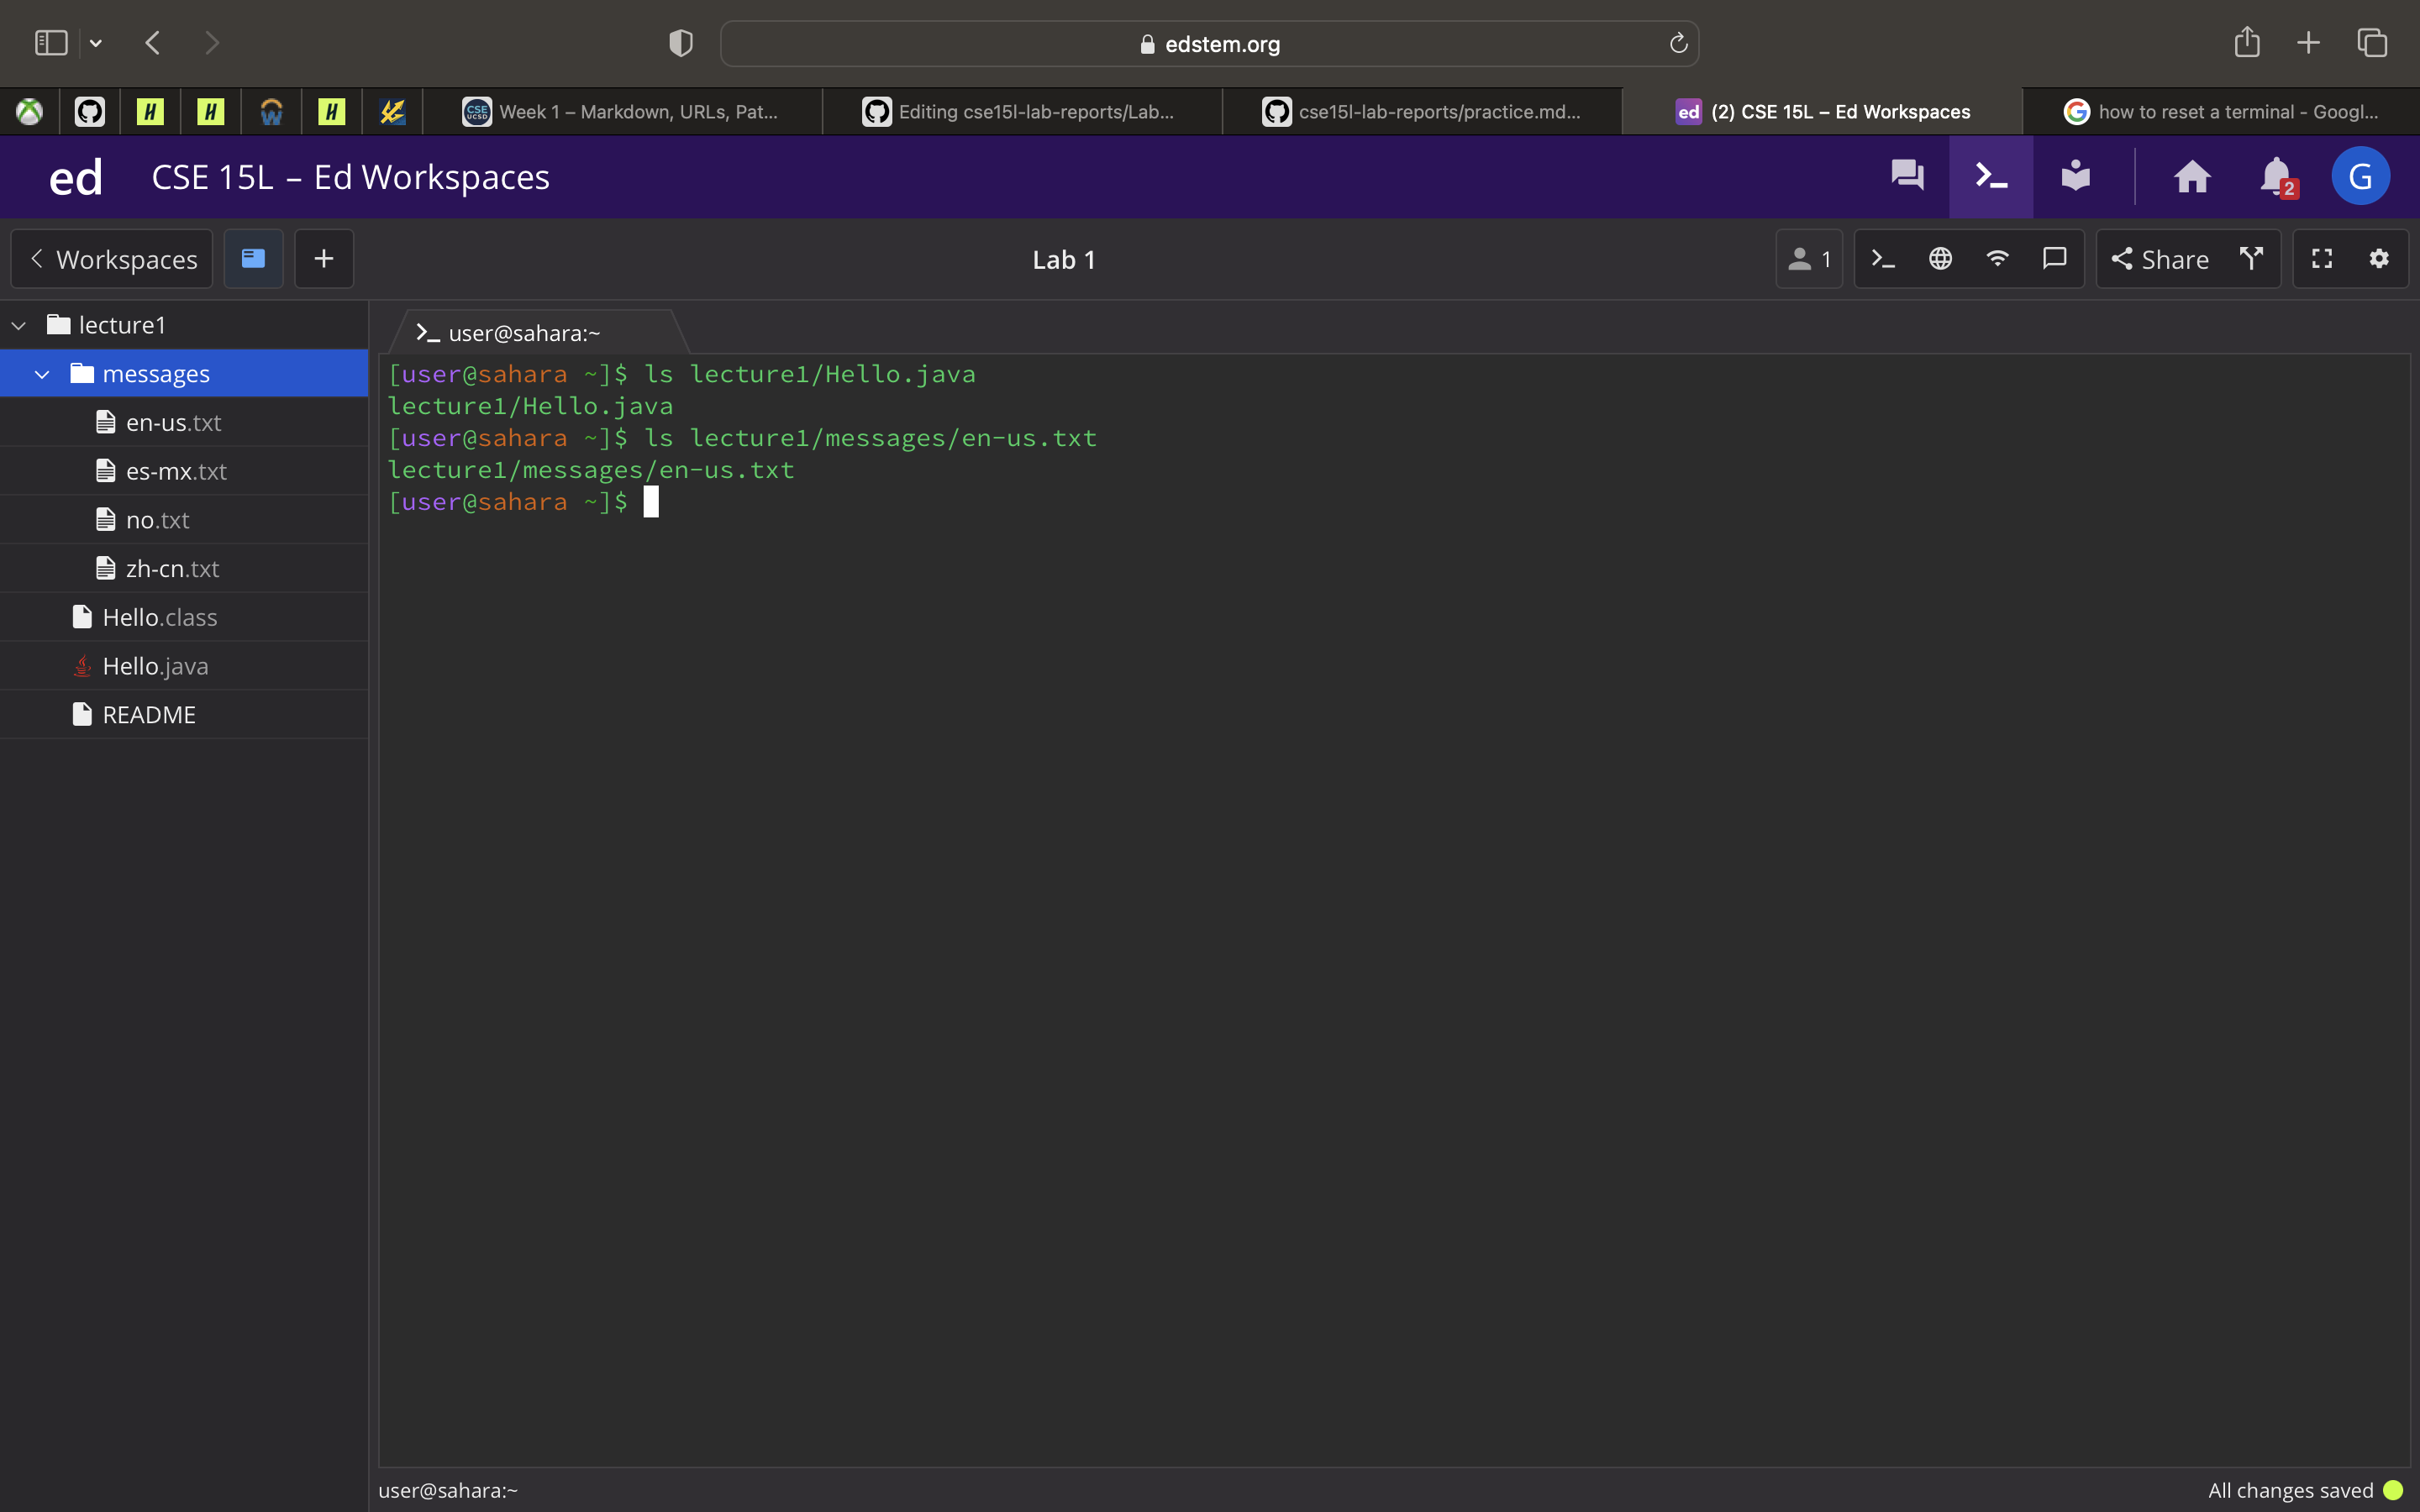 edstem.org
CSE UCSD Week 1 – Markdown, URLs, Pat...
Editing cse15l-lab-reports/Lab...
cse15l-lab-reports/practice.md...
ed (2) CSE 15L – Ed Workspaces
how to reset a terminal - Googl...
ed CSE 15L – Ed Workspaces
2
G
Workspaces
Lab 1
1
Share
lecture1
messages
en-us.txt
es-mx.txt
no.txt
zh-cn.txt
Hello.class
Hello.java
README
user@sahara:~
[user@sahara ~]$ ls lecture1/Hello.java
lecture1/Hello.java
[user@sahara ~]$ ls lecture1/messages/en-us.txt
lecture1/messages/en-us.txt
[user@sahara ~]$
user@sahara:~
All changes saved